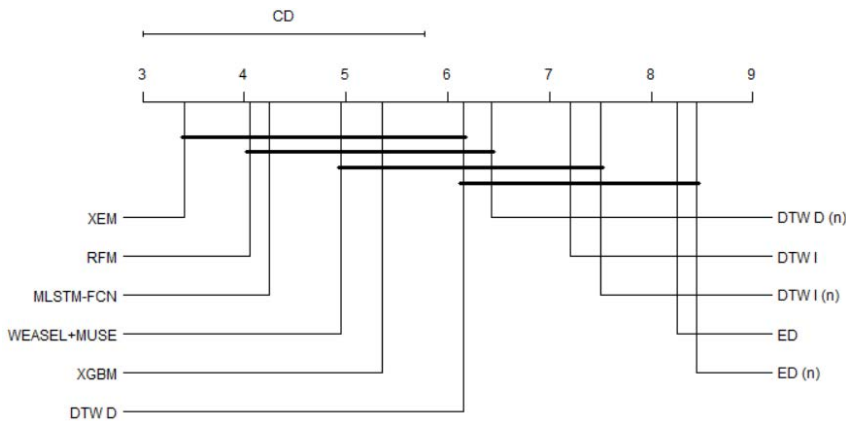 CD
3 4 5 6 7 8 9
XEM
RFM
MLSTM-FCN
WEASEL+MUSE
XGBM
DTW D
DTW D (n)
DTW I
DTW I (n)
ED
ED (n)